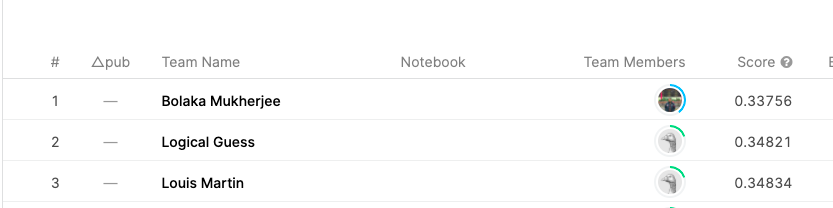 # △pub Team Name Notebook Team Members Score ?
1 — Bolaka Mukherjee 0.33756
2 — Logical Guess 0.34821
3 — Louis Martin 0.34834